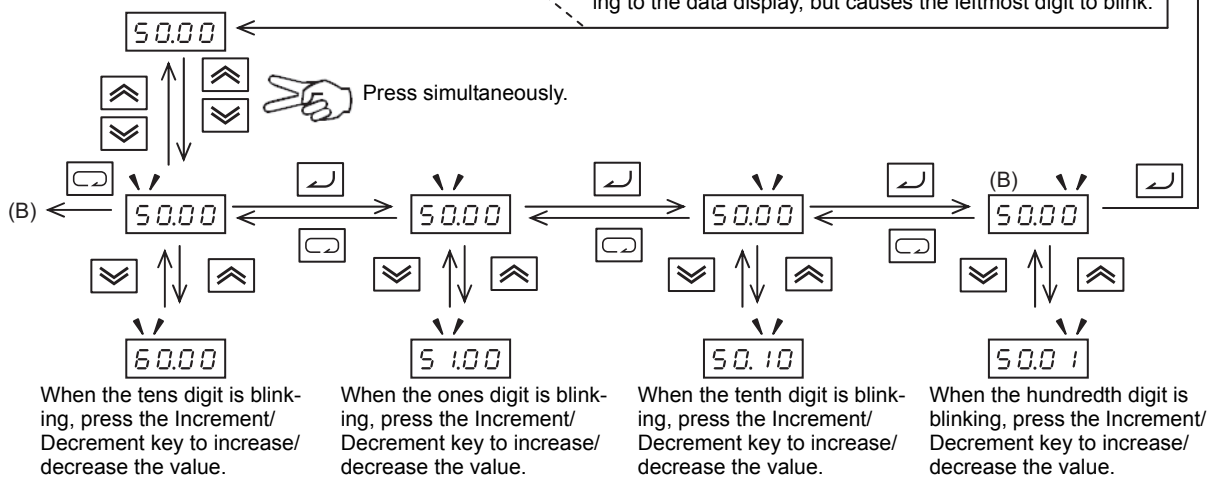 ing to the data display, but causes the leftmost digit to blink.
50.00
Press simultaneously.
(B)
(B)
50.00
50.00
50.00
50.00
60.00
51.00
50.10
50.01
When the tens digit is blink-
ing, press the Increment/
Decrement key to increase/
decrease the value.
When the ones digit is blink-
ing, press the Increment/
Decrement key to increase/
decrease the value.
When the tenth digit is blink-
ing, press the Increment/
Decrement key to increase/
decrease the value.
When the hundredth digit is
blinking, press the Increment/
Decrement key to increase/
decrease the value.